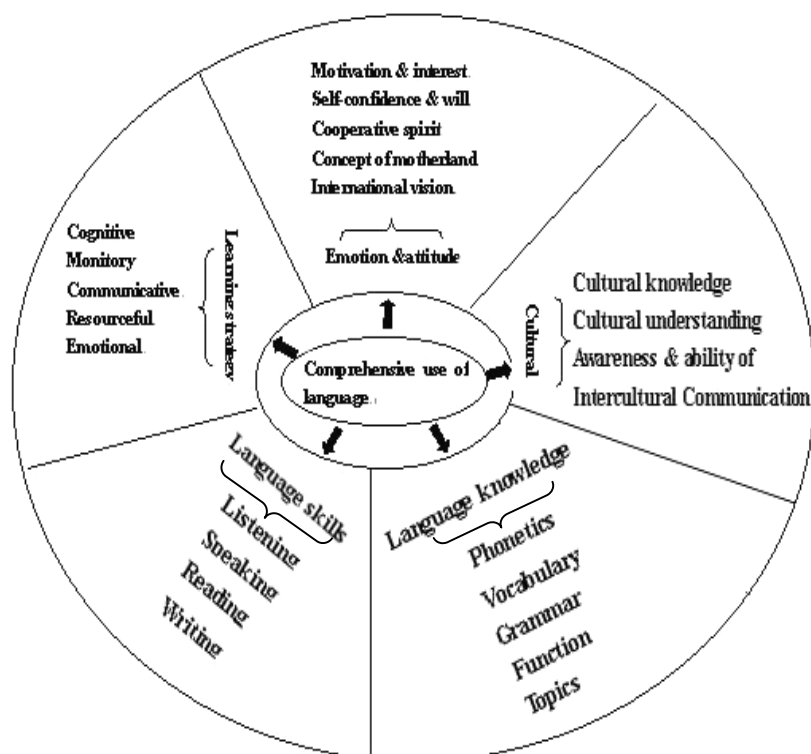 Motivation & interest
Self-confidence & will
Cooperative spirit
Concept of motherland
International vision
Emotion &attitude
Cognitive
Monitory
Communicative
Resourceful
Emotional
Learning strategy
Cultural
Cultural knowledge
Cultural understanding
Awareness & ability of
Intercultural Communication
Comprehensive use of
language.
Language skills
Listening
Speaking
Reading
Writing
Language knowledge
Phonetics
Vocabulary
Grammar
Function
Topics